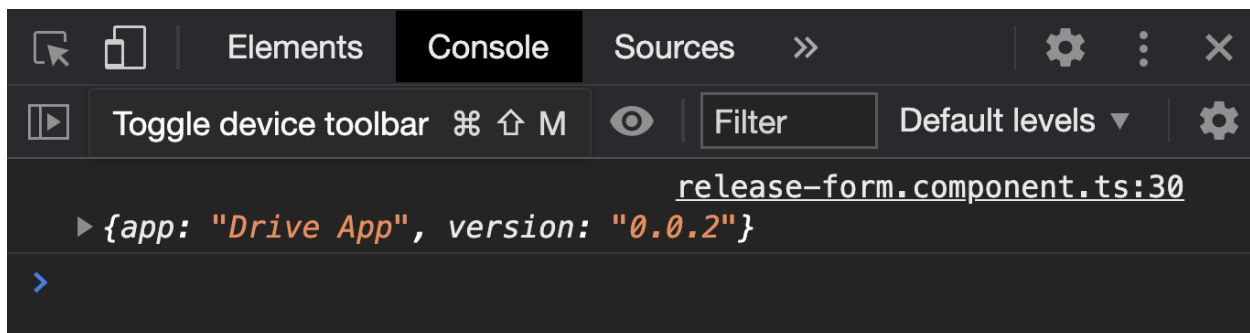 Elements Console Sources »
Toggle device toolbar ⌘ ⇧ M Filter Default levels ▼
release-form.component.ts:30
▶ {app: "Drive App", version: "0.0.2"}
>